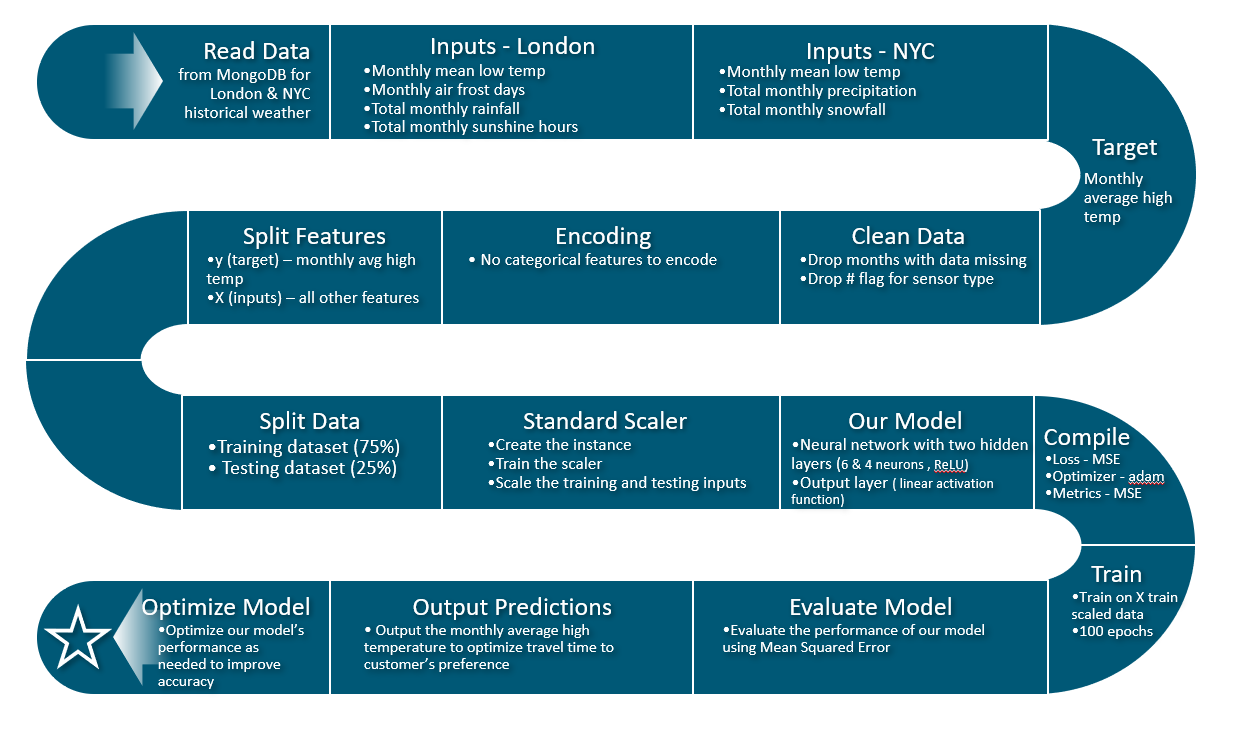 Read Data
from MongoDB for
London & NYC
historical weather
Inputs - London
•Monthly mean low temp
•Monthly air frost days
•Total monthly rainfall
•Total monthly sunshine hours
Inputs - NYC
•Monthly mean low temp
•Total monthly precipitation
•Total monthly snowfall
Target
Monthly
average high
temp
Clean Data
•Drop months with data missing
•Drop # flag for sensor type
Encoding
• No categorical features to encode
Split Features
•y (target) – monthly avg high
temp
•X (inputs) – all other features
Split Data
•Training dataset (75%)
• Testing dataset (25%)
Standard Scaler
•Create the instance
•Train the scaler
•Scale the training and testing inputs
Our Model
•Neural network with two hidden
layers (6 & 4 neurons , ReLU)
•Output layer ( linear activation
function)
Compile
•Loss - MSE
•Optimizer - adam
•Metrics - MSE
Train
•Train on X train
scaled data
•100 epochs
Evaluate Model
•Evaluate the performance of our model
using Mean Squared Error
Output Predictions
• Output the monthly average high
temperature to optimize travel time to
customer’s preference
Optimize Model
•Optimize our model’s
performance as
needed to improve
accuracy